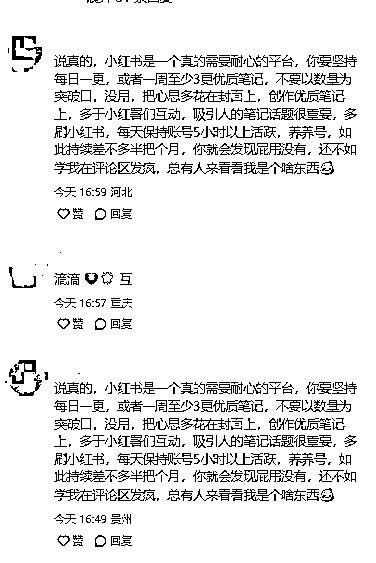 说真的，小红书是一个真的需要耐心的平台，你要坚持
每日一更，或者一周至少3更优质笔记，不要以数量为
突破口，没用，把心思多花在封面上，创作优质笔记
上，多于小红薯们互动，吸引人的笔记话题很重要，多
刷小红书，每天保持账号5小时以上活跃，养养号，如
此持续差不多半把个月，你就会发现屁用没有，还不如
学我在评论区发疯，总有人来看看我是个啥东西
今天 16:59 河北
赞 回复
滴滴 互
今天 16:57 重庆
赞 回复
说真的，小红书是一个真的需要耐心的平台，你要坚持
每日一更，或者一周至少3更优质笔记，不要以数量为
突破口，没用，把心思多花在封面上，创作优质笔记
上，多于小红薯们互动，吸引人的笔记话题很重要，多
刷小红书，每天保持账号5小时以上活跃，养养号，如
此持续差不多半把个月，你就会发现屁用没有，还不如
学我在评论区发疯，总有人来看看我是个啥东西
今天 16:49 贵州
赞 回复